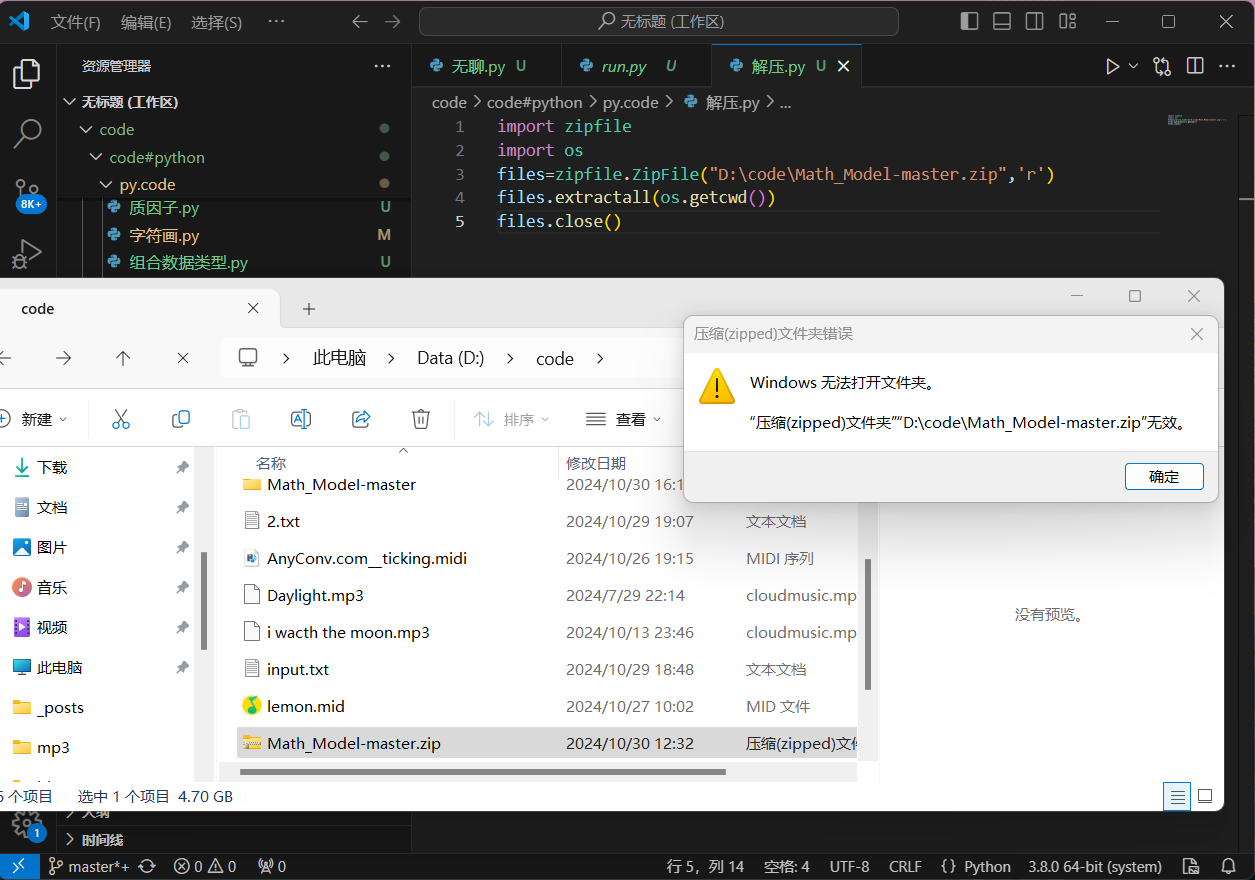 文件(F) 编辑(E) 选择(S) ··· 无标题 (工作区)
资源管理器 ···
无聊.py U run.py U 解压.py U
code > code#python > py.code > 解压.py > ...
无标题 (工作区)
code
code#python
py.code
质因子.py U
字符画.py M
组合数据类型.py U
8K+
1 import zipfile
2 import os
3 files=zipfile.ZipFile("D:\code\Math_Model-master.zip",'r')
4 files.extractall(os.getcwd())
5 files.close()
code
此电脑 > Data (D:) > code >
新建 排序 查看
压缩(zipped)文件夹错误
Windows 无法打开文件夹。
“压缩(zipped)文件夹”“D:\code\Math_Model-master.zip”无效。
确定
下载
文档
图片
音乐
视频
此电脑
_posts
mp3
名称 修改日期
Math_Model-master 2024/10/30 16:1
2.txt 2024/10/29 19:07 文本文档
AnyConv.com__ticking.midi 2024/10/26 19:15 MIDI 序列
Daylight.mp3 2024/7/29 22:14 cloudmusic.mp
i wacth the moon.mp3 2024/10/13 23:46 cloudmusic.mp
input.txt 2024/10/29 18:48 文本文档
lemon.mid 2024/10/27 10:02 MID 文件
Math_Model-master.zip 2024/10/30 12:32 压缩(zipped)文件
没有预览。
个项目 选中 1 个项目 4.70 GB
大纲
时间线
1
master*+ 0 0 0 行 5，列 14 空格: 4 UTF-8 CRLF {} Python 3.8.0 64-bit (system)